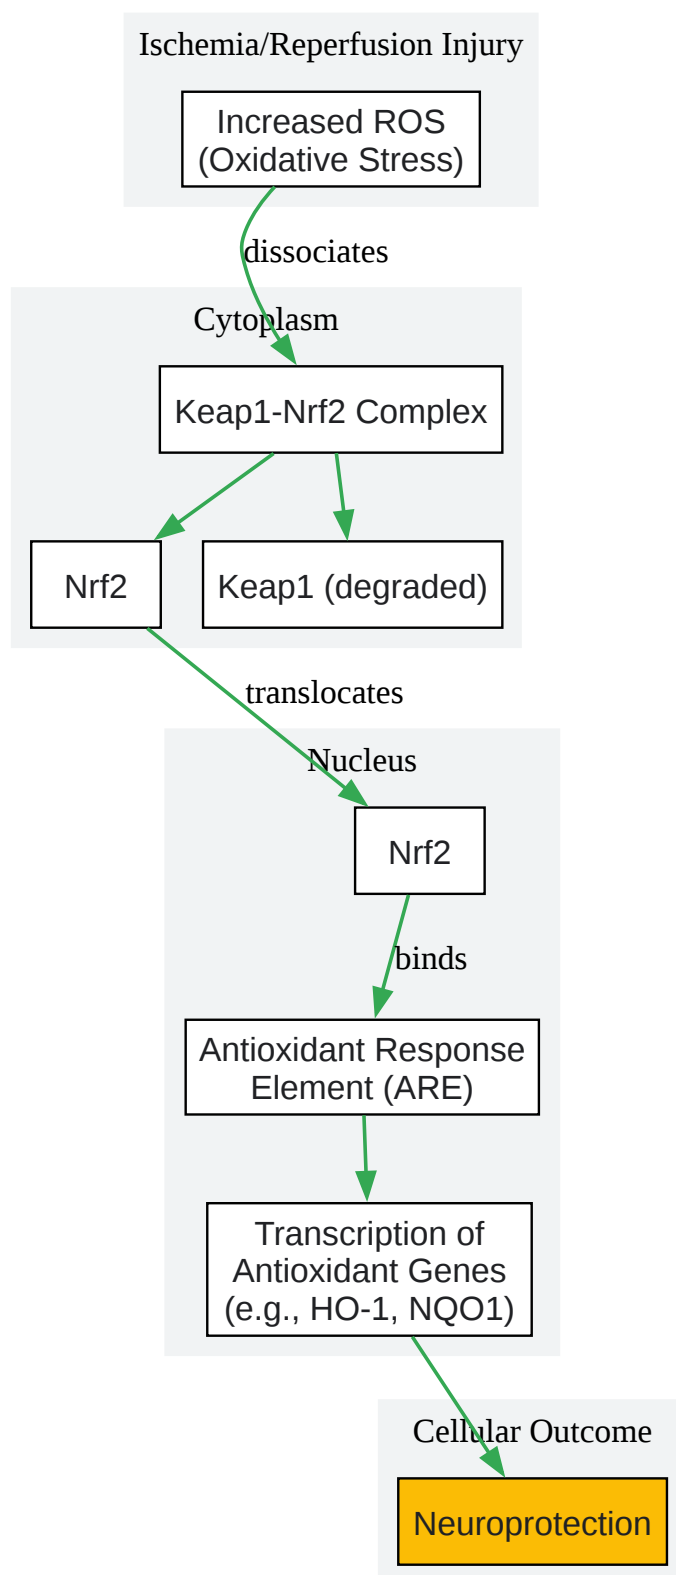 Ischemia/Reperfusion Injury
Increased ROS
(Oxidative Stress)
dissociates
Cytoplasm
Keap1-Nrf2 Complex
Nrf2
Keap1 (degraded)
translocates
Nucleus
Nrf2
binds
Antioxidant Response
Element (ARE)
Transcription of
Antioxidant Genes
(e.g., HO-1, NQO1)
Cellular Outcome
Neuroprotection